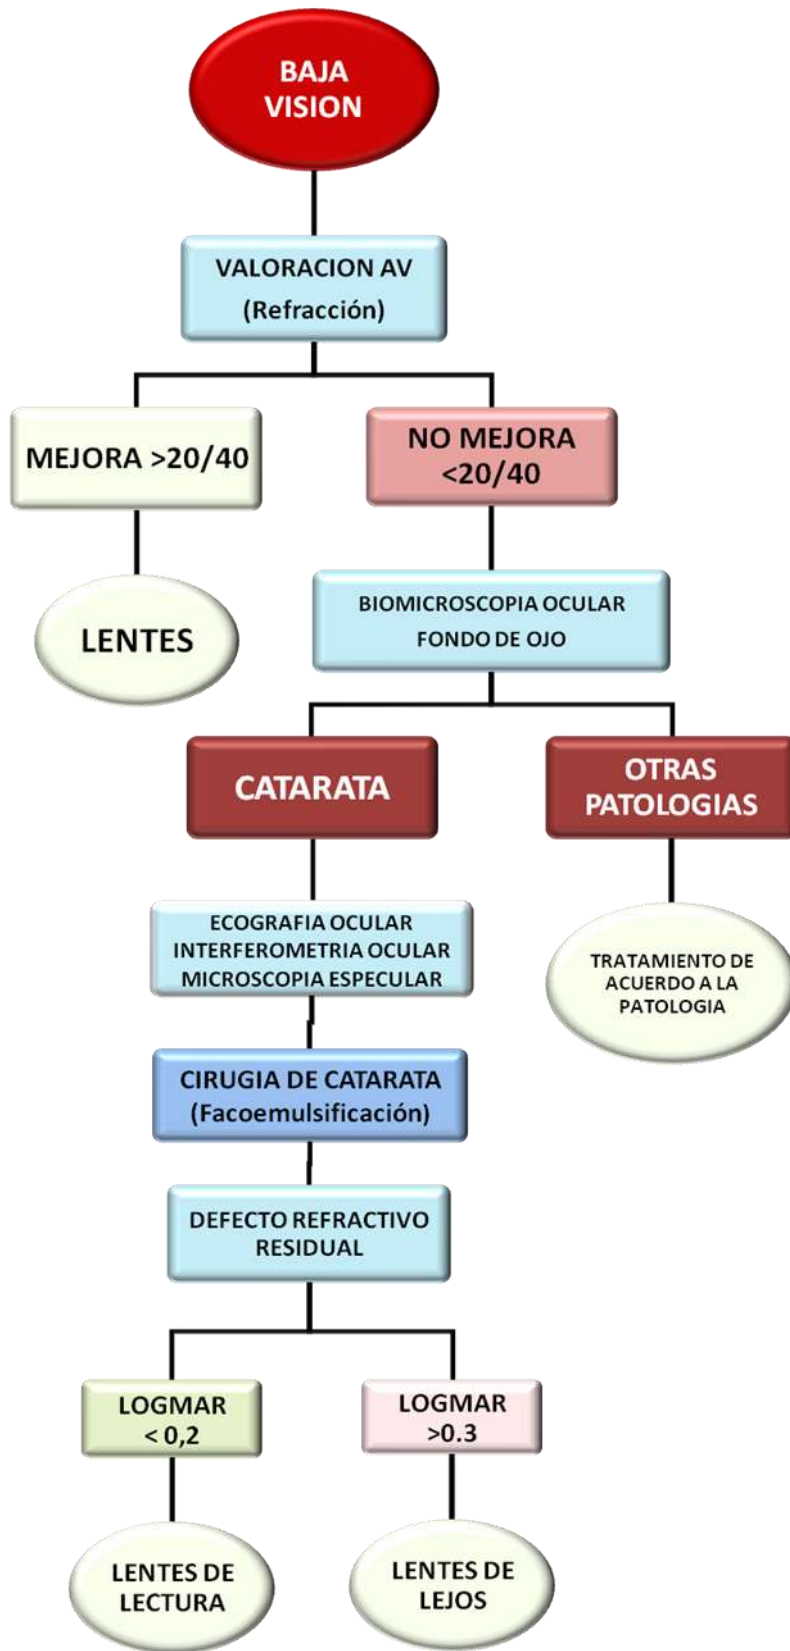 BAJA
VISION
VALORACION AV
(Refracción)
MEJORA >20/40
NO MEJORA
<20/40
LENTES
BIOMICROSCOPIA OCULAR
FONDO DE OJO
CATARATA
OTRAS
PATOLOGIAS
ECOGRAFIA OCULAR
INTERFEROMETRIA OCULAR
MICROSCOPIA ESPECULAR
TRATAMIENTO DE
ACUERDO A LA
PATOLOGIA
CIRUGIA DE CATARATA
(Facoemulsificación)
DEFECTO REFRACTIVO
RESIDUAL
LOGMAR
< 0,2
LOGMAR
>0.3
LENTES DE
LECTURA
LENTES DE
LEJOS